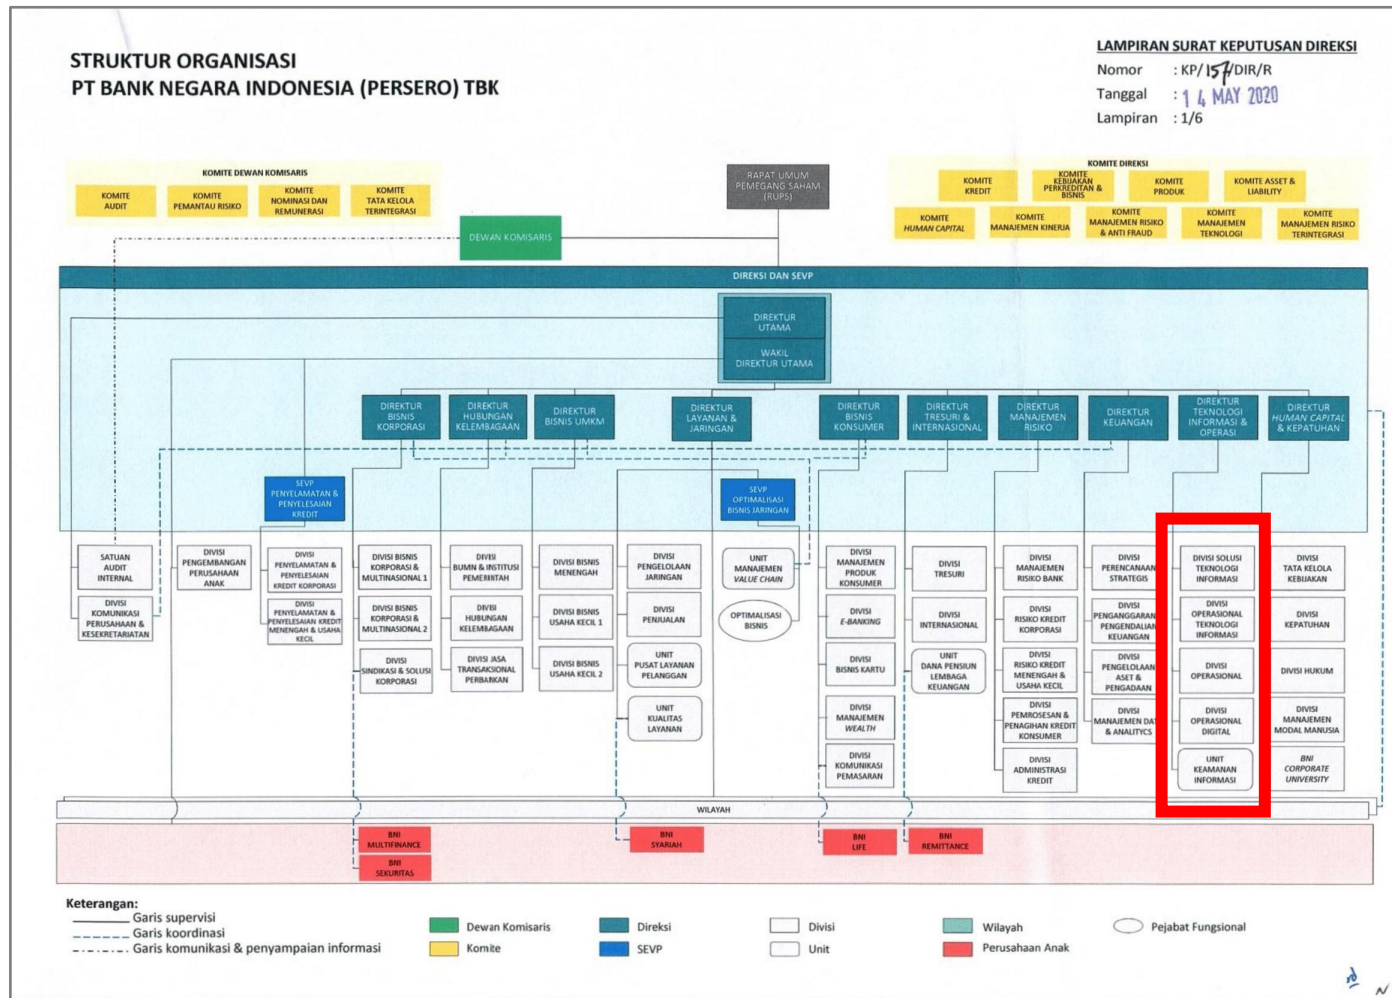 STRUKTUR ORGANISASI
PT BANK NEGARA INDONESIA (PERSERO) TBK
LAMPIRAN SURAT KEPUTUSAN DIREKSI
Nomor : KP/157/DIR/R
Tanggal : 14 MAY 2020
Lampiran : 1/6
KOMITE DEWAN KOMISARIS
KOMITE
AUDIT
KOMITE
PEMANTAU RISIKO
KOMITE
NOMINASI DAN
REMUNERASI
KOMITE
TATA KELOLA
TERINTEGRASI
RAPAT UMUM
PEMEGANG SAHAM
(RUPS)
KOMITE DIREKSI
KOMITE
KREDIT
KOMITE
KEBIJAKAN
PERKREDITAN &
BISNIS
KOMITE
PRODUK
KOMITE ASSET &
LIABILITY
KOMITE
HUMAN CAPITAL
KOMITE
MANAJEMEN KINERJA
KOMITE
MANAJEMEN RISIKO
& ANTI FRAUD
KOMITE
MANAJEMEN
TEKNOLOGI
KOMITE
MANAJEMEN RISIKO
TERINTEGRASI
DEWAN KOMISARIS
DIREKSI DAN SEVP
DIREKTUR
UTAMA
WAKIL
DIREKTUR UTAMA
DIREKTUR
BISNIS
KORPORASI
DIREKTUR
HUBUNGAN
KELEMBAGAAN
DIREKTUR
BISNIS UMKM
DIREKTUR
LAYANAN &
JARINGAN
DIREKTUR
BISNIS
KONSUMER
DIREKTUR
TRESURI &
INTERNASIONAL
DIREKTUR
MANAJEMEN
RISIKO
DIREKTUR
KEUANGAN
DIREKTUR
TEKNOLOGI
INFORMASI &
OPERASI
DIREKTUR
HUMAN CAPITAL
& KEPATUHAN
SEVP
PENYELAMATAN &
PENYELESAIAN
KREDIT
SEVP
OPTIMALISASI
BISNIS JARINGAN
SATUAN
AUDIT
INTERNAL
DIVISI
KOMUNIKASI
PERUSAHAAN &
KESEKRETARIATAN
DIVISI
PENGEMBANGAN
PERUSAHAAN
ANAK
DIVISI
PENYELAMATAN &
PENYELESAIAN
KREDIT KORPORASI
DIVISI
PENYELAMATAN &
PENYELESAIAN KREDIT
MENENGAH & USAHA
KECIL
DIVISI BISNIS
KORPORASI &
MULTINASIONAL 1
DIVISI BISNIS
KORPORASI &
MULTINASIONAL 2
DIVISI
SINDIKASI & SOLUSI
KORPORASI
DIVISI
BUMN & INSTITUSI
PEMERINTAH
DIVISI
HUBUNGAN
KELEMBAGAAN
DIVISI JASA
TRANSAKSIONAL
PERBANKAN
DIVISI BISNIS
MENENGAH
DIVISI BISNIS
USAHA KECIL 1
DIVISI BISNIS
USAHA KECIL 2
DIVISI
PENGELOLAAN
JARINGAN
DIVISI
PENJUALAN
UNIT
PUSAT LAYANAN
PELANGGAN
UNIT
KUALITAS
LAYANAN
UNIT
MANAJEMEN
VALUE CHAIN
OPTIMALISASI
BISNIS
DIVISI
MANAJEMEN
PRODUK
KONSUMER
DIVISI
E-BANKING
DIVISI
BISNIS KARTU
DIVISI
MANAJEMEN
WEALTH
DIVISI
KOMUNIKASI
PEMASARAN
DIVISI
TRESURI
DIVISI
INTERNASIONAL
UNIT
DANA PENSIUN
LEMBAGA
KEUANGAN
DIVISI
MANAJEMEN
RISIKO BANK
DIVISI
RISIKO KREDIT
KORPORASI
DIVISI
RISIKO KREDIT
MENENGAH &
USAHA KECIL
DIVISI
PEMROSESAN &
PENAGIHAN KREDIT
KONSUMER
DIVISI
ADMINISTRASI
KREDIT
DIVISI
PERENCANAAN
STRATEGIS
DIVISI
PENGANGGARAN
PENGENDALIAN
KEUANGAN
DIVISI
PENGELOLAAN
ASET &
PENGADAAN
DIVISI
MANAJEMEN DAT
& ANALITYCS
DIVISI SOLUSI
TEKNOLOGI
INFORMASI
DIVISI
OPERASIONAL
TEKNOLOGI
INFORMASI
DIVISI
OPERASIONAL
DIVISI
OPERASIONAL
DIGITAL
UNIT
KEAMANAN
INFORMASI
DIVISI
TATA KELOLA
KEBIJAKAN
DIVISI
KEPATUHAN
DIVISI HUKUM
DIVISI
MANAJEMEN
MODAL MANUSIA
BNI
CORPORATE
UNIVERSITY
WILAYAH
BNI
MULTIFINANCE
BNI
SEKURITAS
BNI
SYARIAH
BNI
LIFE
BNI
REMITTANCE
Keterangan:
Garis supervisi
Garis koordinasi
Garis komunikasi & penyampaian informasi
Dewan Komisaris
Komite
Direksi
SEVP
Divisi
Unit
Wilayah
Perusahaan Anak
Pejabat Fungsional